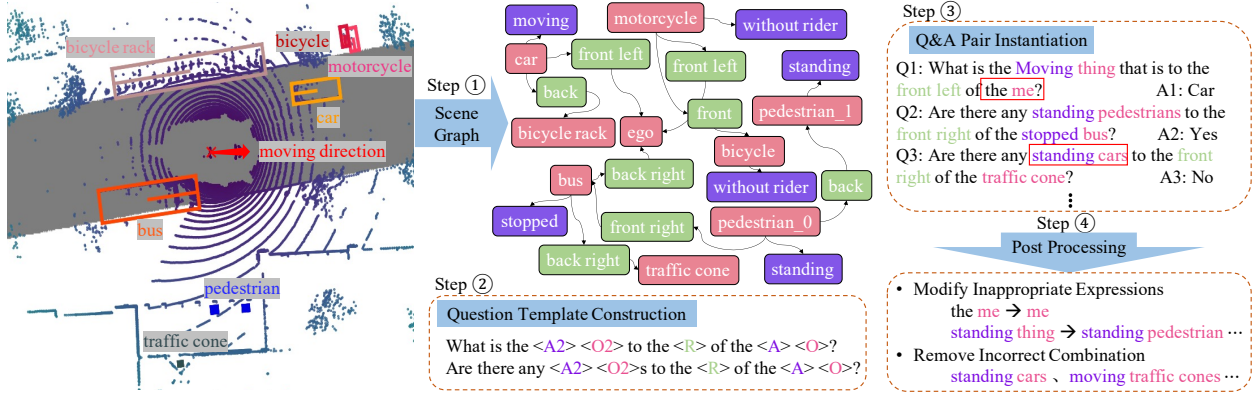 bicycle rack
bicycle
motorcycle
car
moving direction
bus
pedestrian
traffic cone
Step ①
Scene
Graph
moving
motorcycle
without rider
car
front left
front left
standing
back
front
pedestrian_1
bicycle rack
ego
bicycle
bus
back right
without rider
back
stopped
front right
pedestrian_0
back right
traffic cone
standing
Step ②
Question Template Construction
What is the <A2> <O2> to the <R> of the <A> <O>?
Are there any <A2> <O2>s to the <R> of the <A> <O>?
Step ③
Q&A Pair Instantiation
Q1: What is the Moving thing that is to the
front left of the me? A1: Car
Q2: Are there any standing pedestrians to the
front right of the stopped bus? A2: Yes
Q3: Are there any standing cars to the front
right of the traffic cone? A3: No
⋮
Step ④
Post Processing
• Modify Inappropriate Expressions
the me → me
standing thing → standing pedestrian ⋯
• Remove Incorrect Combination
standing cars 、moving traffic cones ⋯